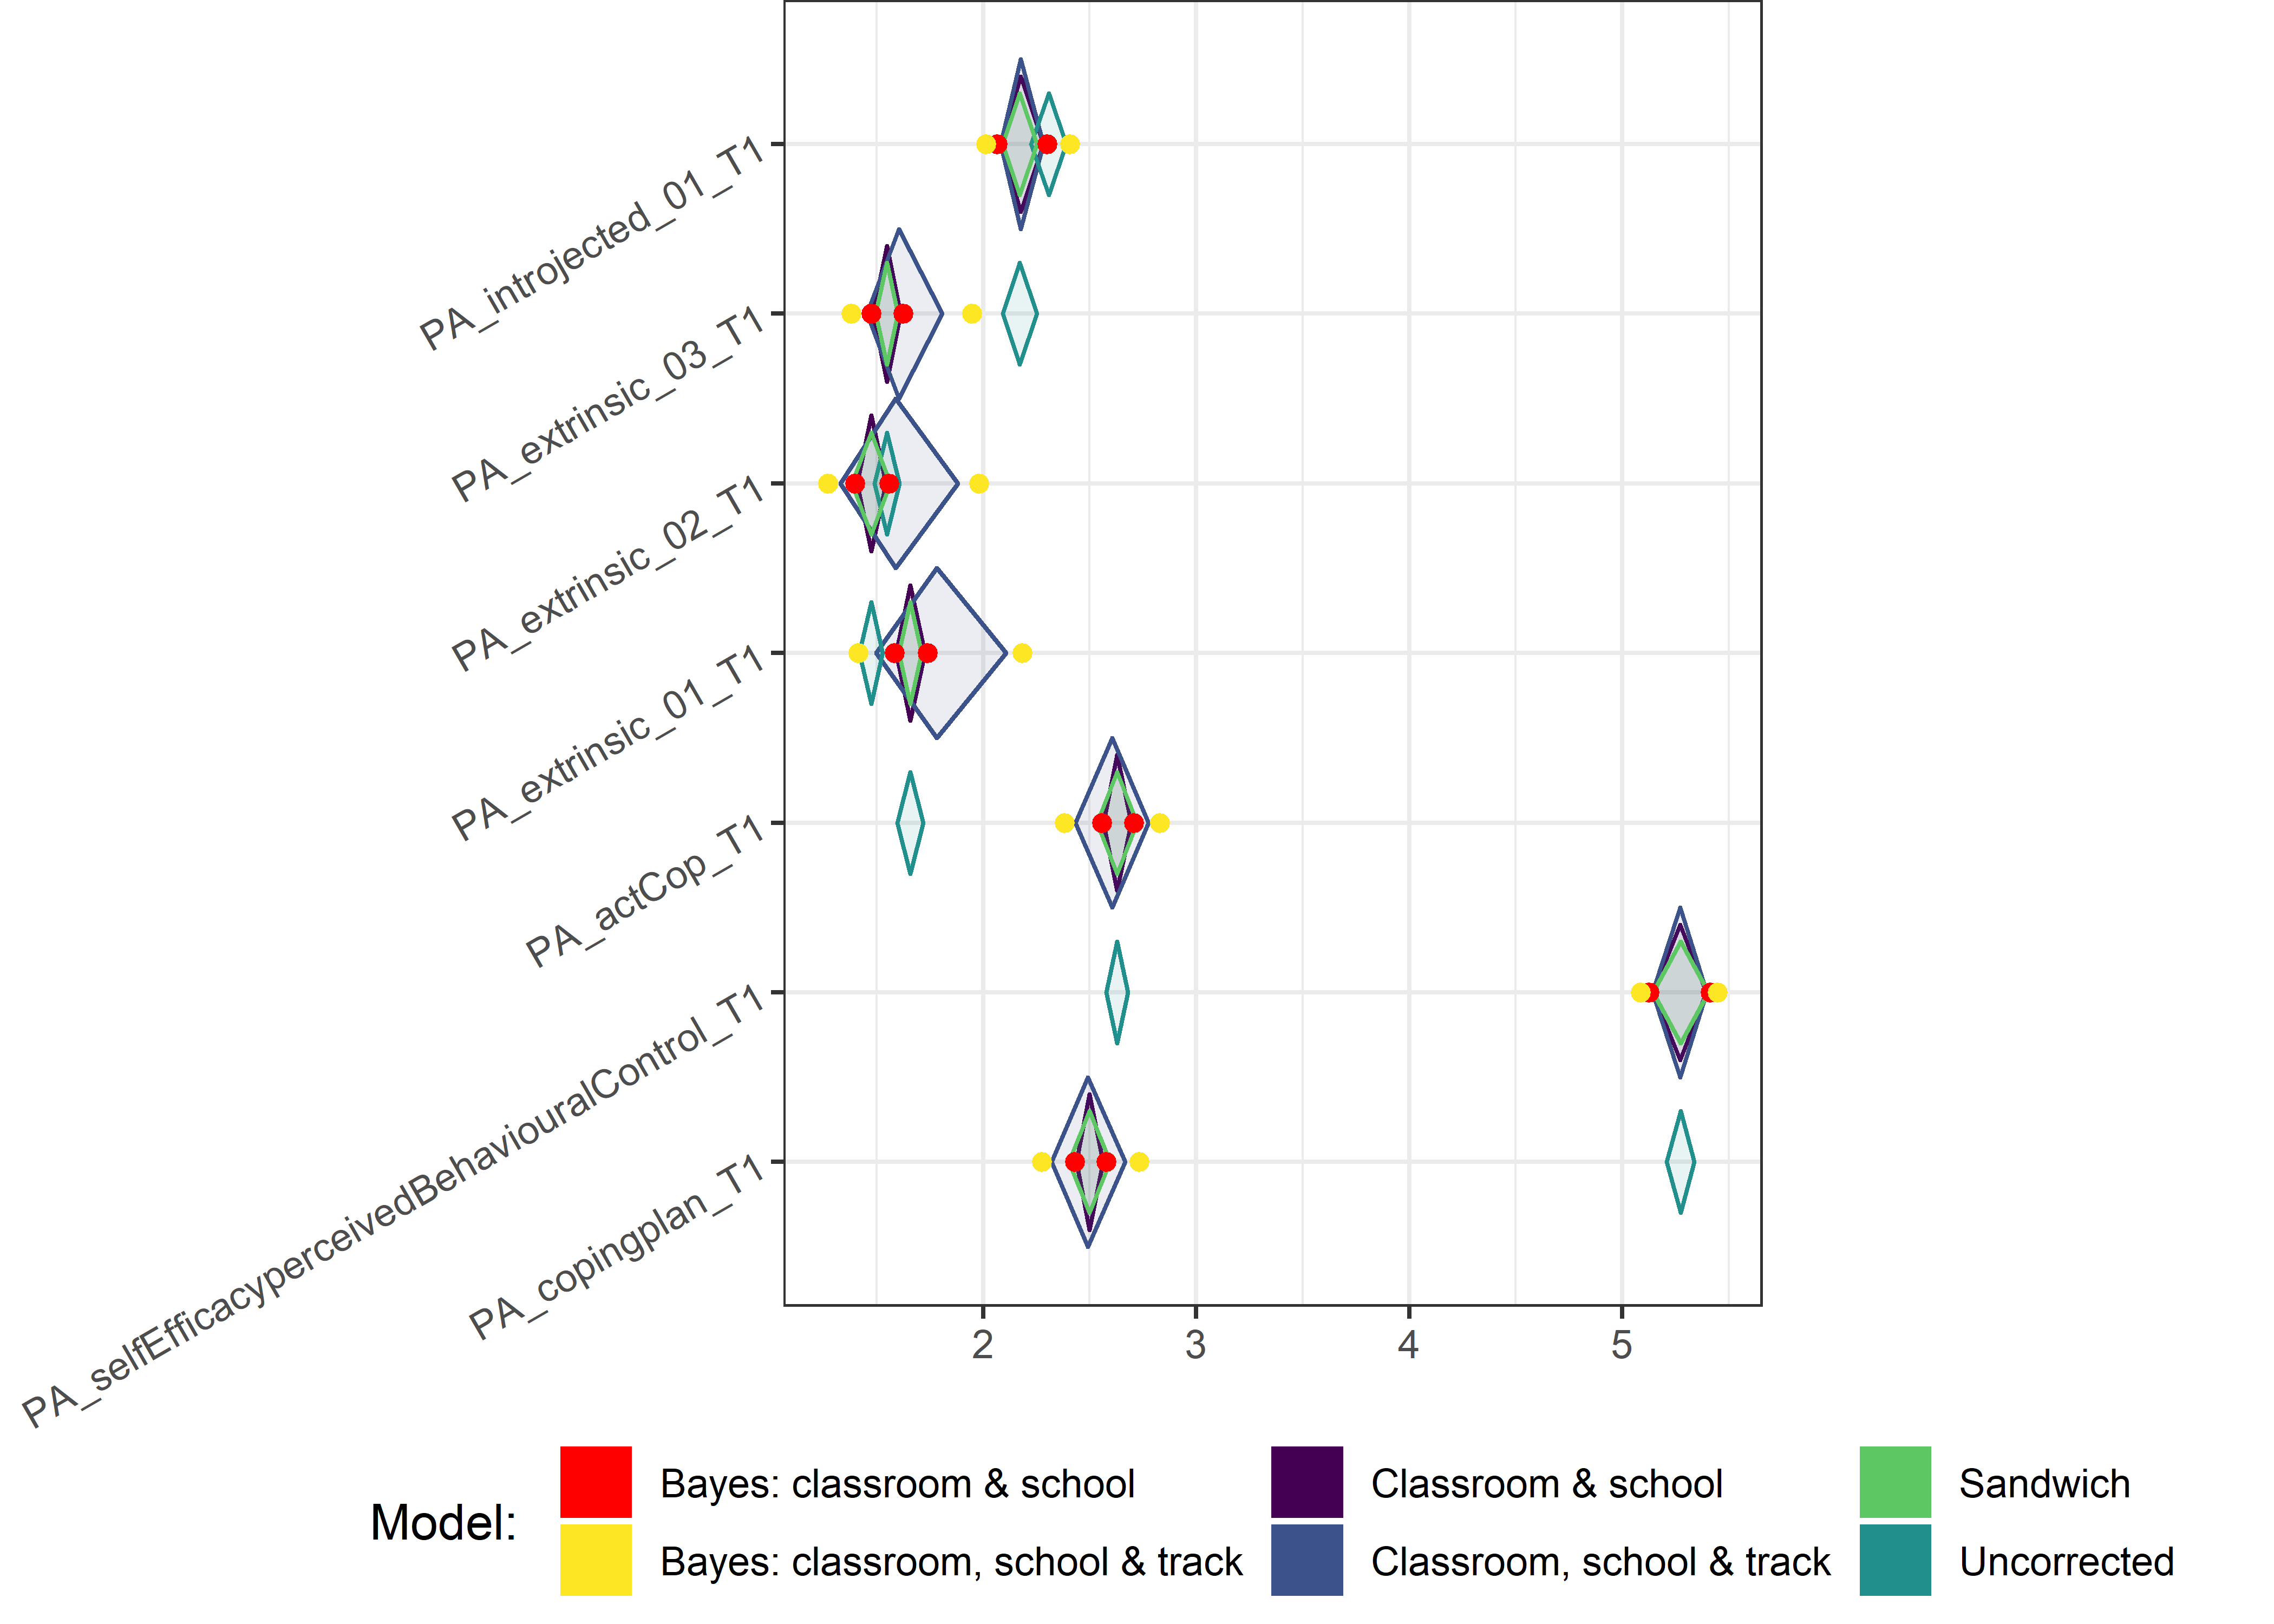 PA_introjected_01_T1
PA_extrinsic_03_T1
PA_extrinsic_02_T1
PA_extrinsic_01_T1
PA_actCop_T1
PA_selfEfficacyperceivedBehaviouralControl_T1
PA_copingplan_T1
2 3 4 5
Model:
Bayes: classroom & school
Classroom & school
Sandwich
Bayes: classroom, school & track
Classroom, school & track
Uncorrected